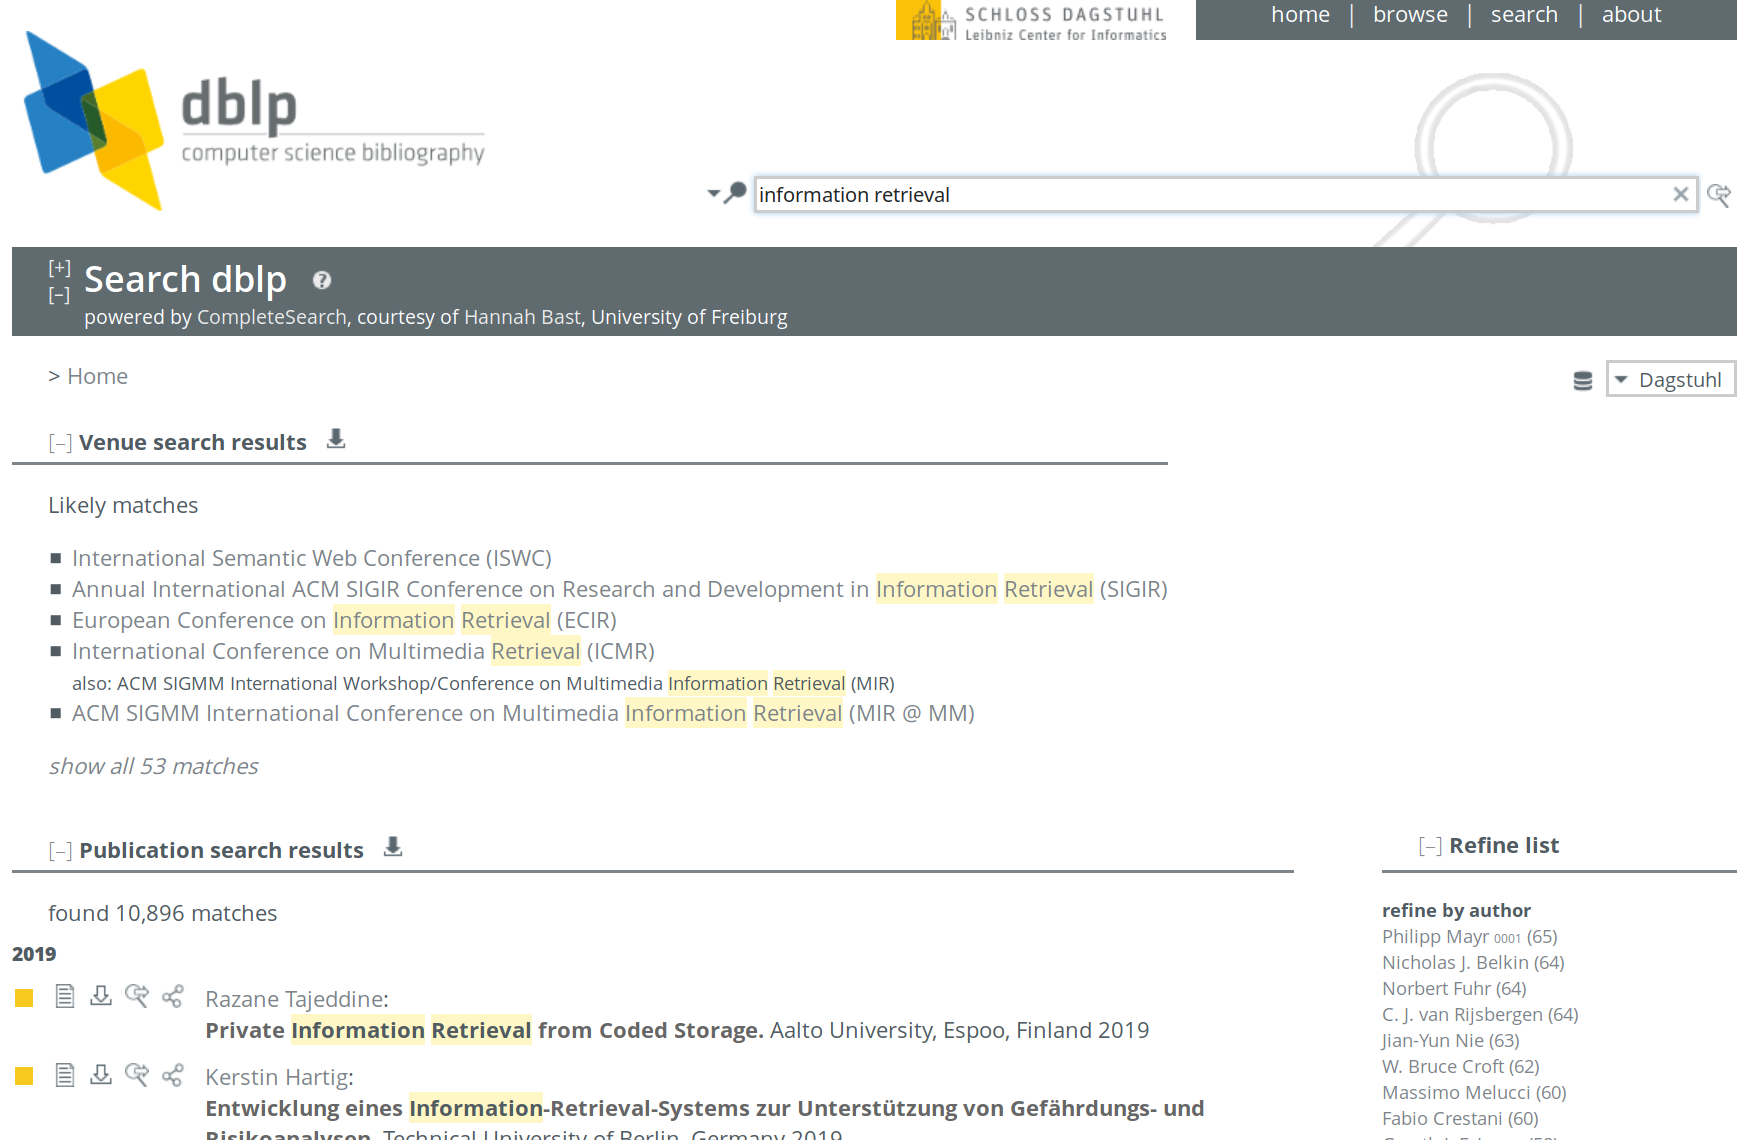 SCHLOSS DAGSTUHL
Leibniz Center for Informatics
home | browse | search | about
dblp
computer science bibliography
information retrieval
[+]
[−]
Search dblp ?
powered by CompleteSearch, courtesy of Hannah Bast, University of Freiburg
> Home
Dagstuhl
[−] Venue search results
Likely matches
International Semantic Web Conference (ISWC)
Annual International ACM SIGIR Conference on Research and Development in Information Retrieval (SIGIR)
European Conference on Information Retrieval (ECIR)
International Conference on Multimedia Retrieval (ICMR)
also: ACM SIGMM International Workshop/Conference on Multimedia Information Retrieval (MIR)
ACM SIGMM International Conference on Multimedia Information Retrieval (MIR @ MM)
show all 53 matches
[−] Publication search results
found 10,896 matches
2019
Razane Tajeddine:
Private Information Retrieval from Coded Storage. Aalto University, Espoo, Finland 2019
Kerstin Hartig:
Entwicklung eines Information-Retrieval-Systems zur Unterstützung von Gefährdungs- und
Risikoanalysen. Technical University of Berlin, Germany 2019
[−] Refine list
refine by author
Philipp Mayr 0001 (65)
Nicholas J. Belkin (64)
Norbert Fuhr (64)
C. J. van Rijsbergen (64)
Jian-Yun Nie (63)
W. Bruce Croft (62)
Massimo Melucci (60)
Fabio Crestani (60)